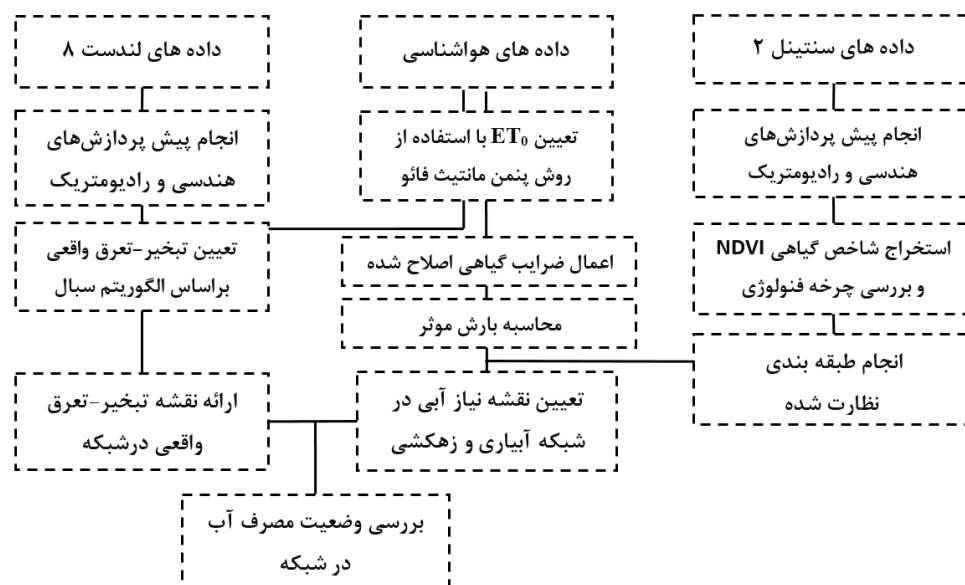 داده های سنتینل ۲
انجام پیش پردازش‌های
هندسی و رادیومتریک
استخراج شاخص گیاهی NDVI
و بررسی چرخه فنولوژی
انجام طبقه بندی
نظارت شده
داده های هواشناسی
تعیین ET₀ با استفاده از
روش پنمن مانتیث فائو
اعمال ضرایب گیاهی اصلاح شده
محاسبه بارش موثر
تعیین نقشه نیاز آبی در
شبکه آبیاری و زهکشی
داده های لندست ۸
انجام پیش پردازش‌های
هندسی و رادیومتریک
تعیین تبخیر-تعرق واقعی
براساس الگوریتم سبال
ارائه نقشه تبخیر-تعرق
واقعی درشبکه
بررسی وضعیت مصرف آب
در شبکه